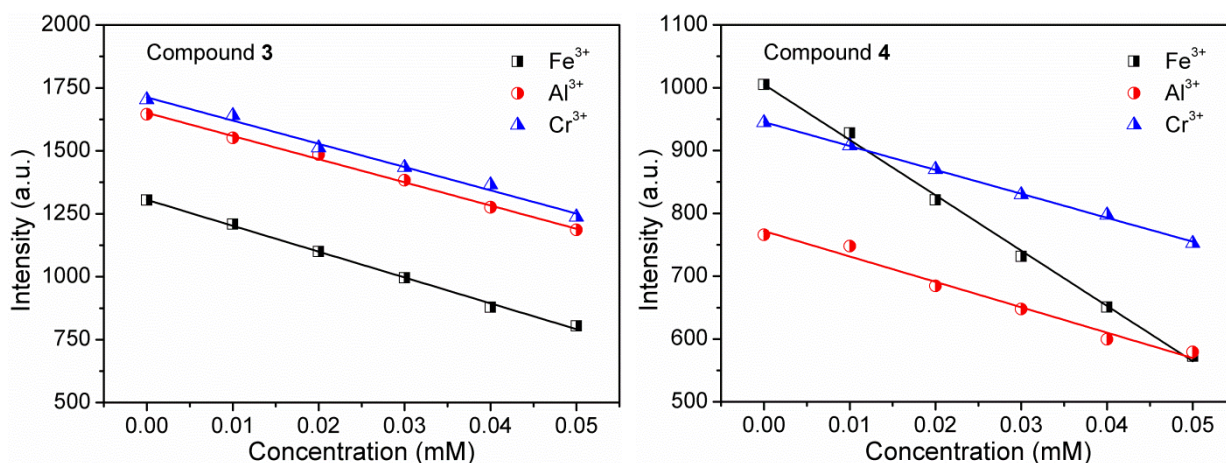 Compound 3
Fe³⁺
Al³⁺
Cr³⁺
Intensity (a.u.)
2000
1750
1500
1250
1000
750
500
0.00 0.01 0.02 0.03 0.04 0.05
Concentration (mM)
Compound 4
Fe³⁺
Al³⁺
Cr³⁺
Intensity (a.u.)
1100
1000
900
800
700
600
500
0.00 0.01 0.02 0.03 0.04 0.05
Concentration (mM)